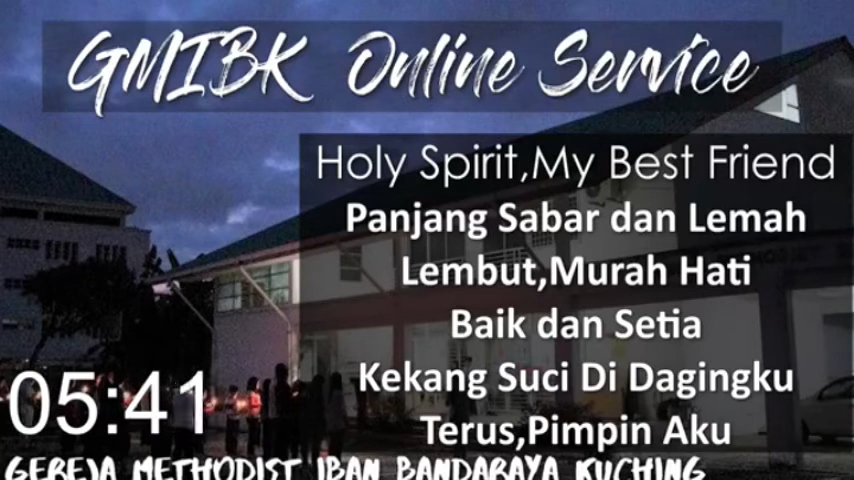 GMIBK Online Service
Holy Spirit,My Best Friend
Panjang Sabar dan Lemah
Lembut,Murah Hati
Baik dan Setia
Kekang Suci Di Dagingku
Terus,Pimpin Aku
05:41
GEREJA METHODIST IBAN BANDARAYA KUCHING